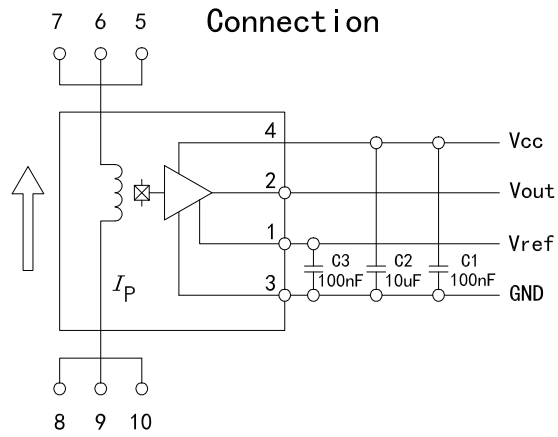 Connection
7 6 5
4 Vcc
2 Vout
1 Vref
C3 C2 C1
100nF 10uF 100nF
3 GND
IP
8 9 10